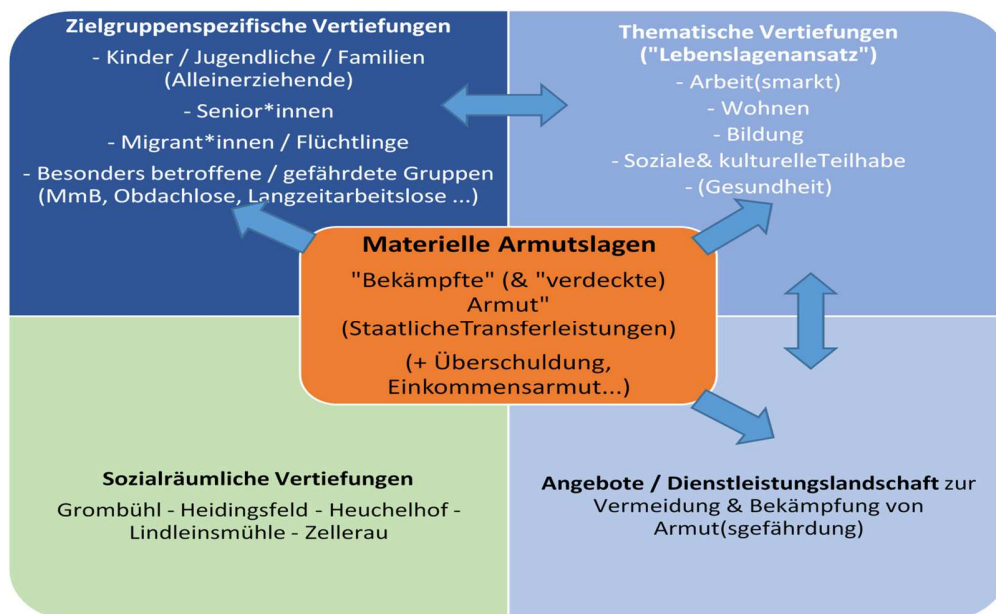 Zielgruppenspezifische Vertiefungen
- Kinder / Jugendliche / Familien
(Alleinerziehende)
- Senior*innen
- Migrant*innen / Flüchtlinge
- Besonders betroffene / gefährdete Gruppen
(MmB, Obdachlose, Langzeitarbeitslose ...)
Thematische Vertiefungen
("Lebenslagenansatz")
- Arbeit(smarkt)
- Wohnen
- Bildung
- Soziale& kulturelleTeilhabe
- (Gesundheit)
Materielle Armutslagen
"Bekämpfte" (& "verdeckte)
Armut"
(StaatlicheTransferleistungen)
(+ Überschuldung,
Einkommensarmut...)
Sozialräumliche Vertiefungen
Grombühl - Heidingsfeld - Heuchelhof -
Lindleinsmühle - Zellerau
Angebote / Dienstleistungslandschaft zur
Vermeidung & Bekämpfung von
Armut(sgefährdung)